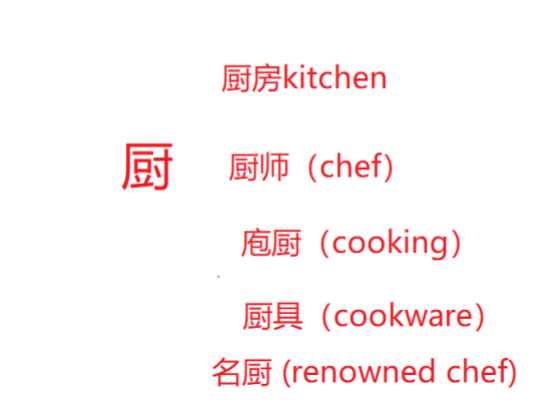 厨房kitchen
厨
厨师（chef）
庖厨（cooking）
厨具（cookware）
名厨 (renowned chef)